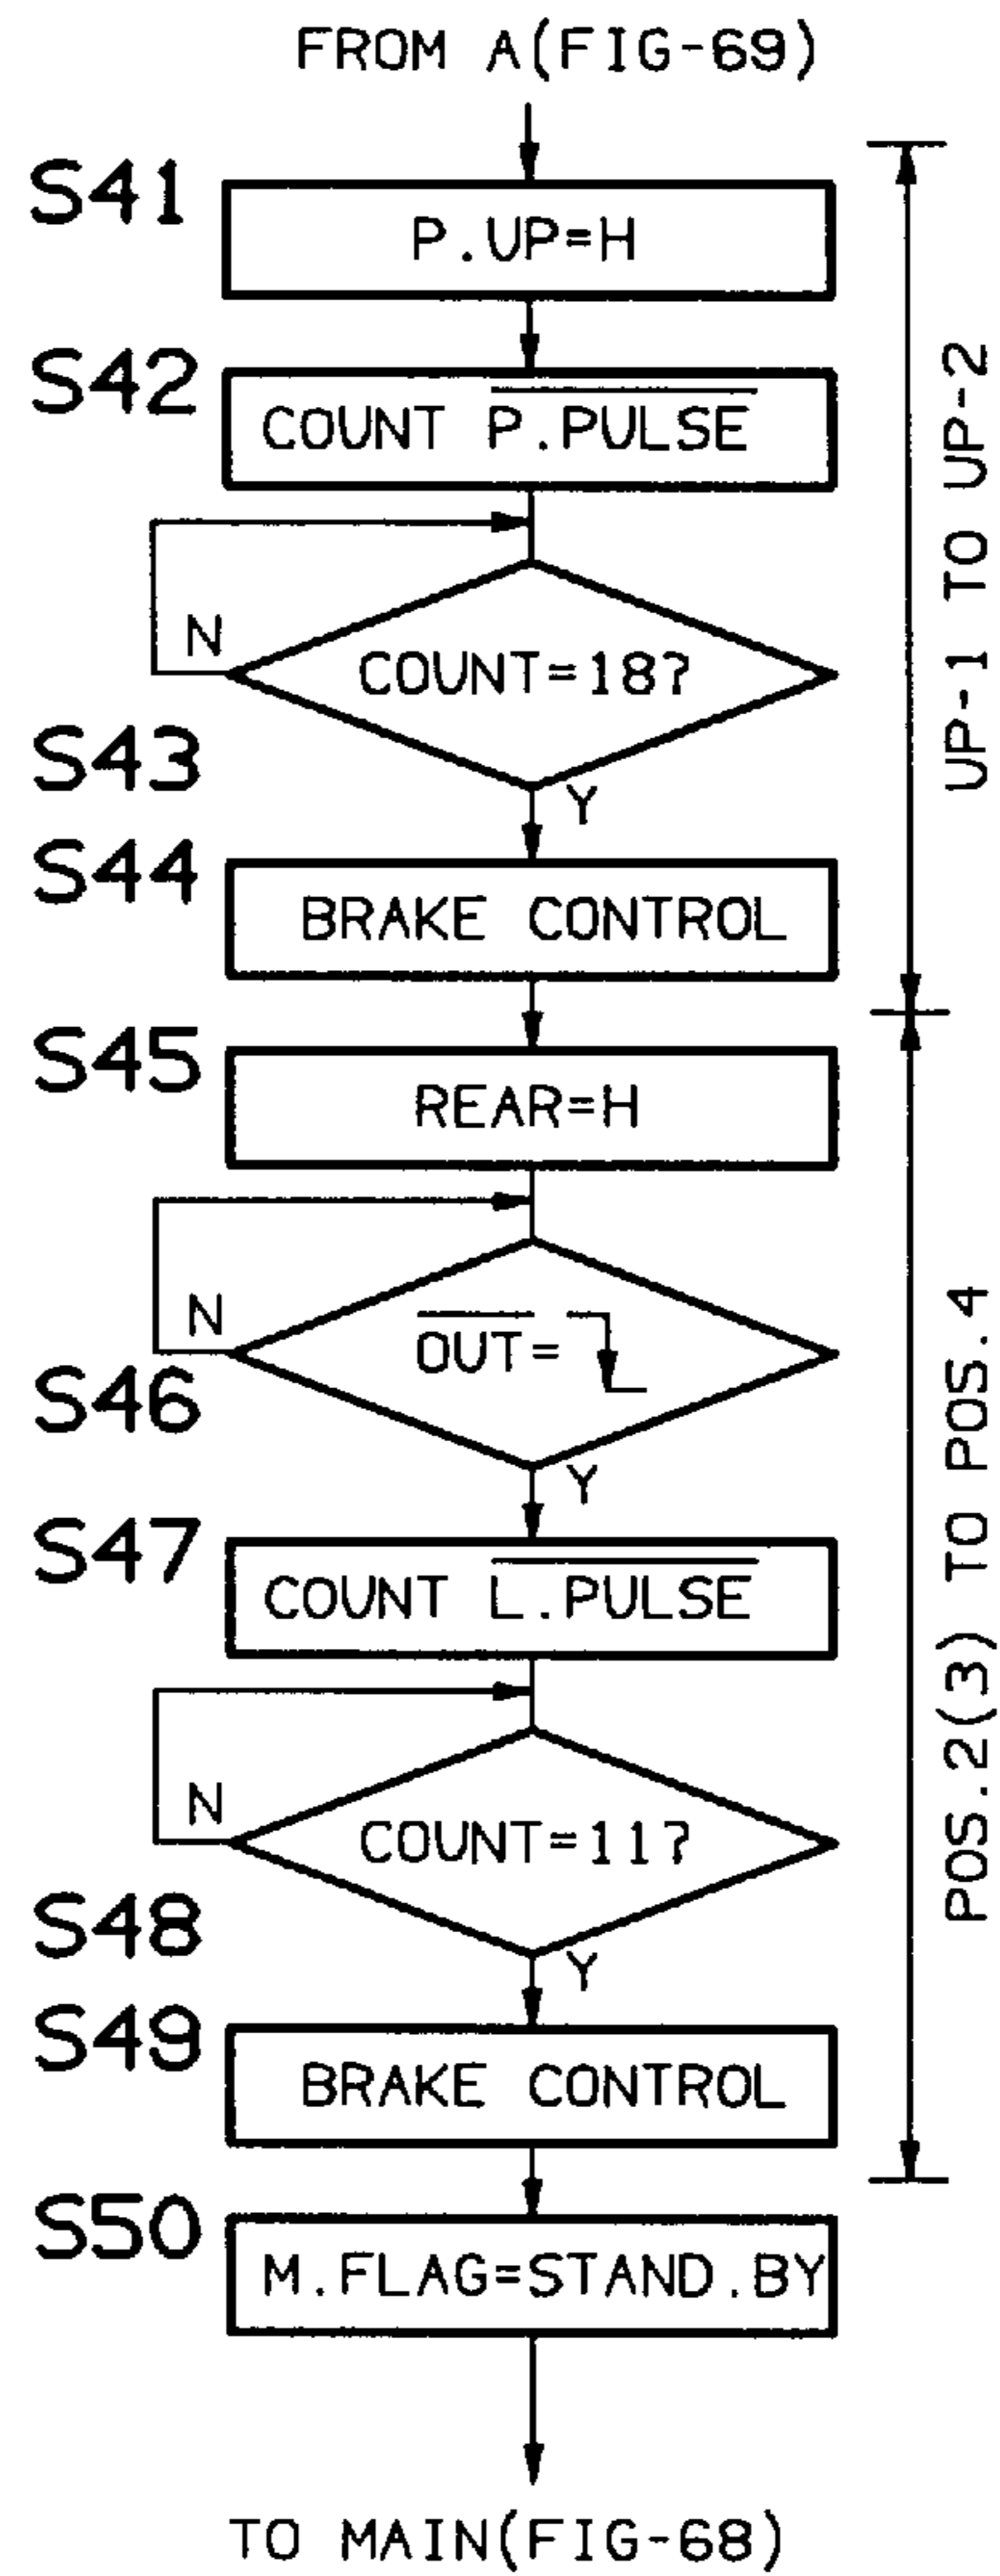 FROM A(FIG-69)
S41
P.UP=H
S42
COUNT P.PULSE
N
COUNT=18?
S43
Y
S44
BRAKE CONTROL
UP-1 TO UP-2
S45
REAR=H
N
OUT=
S46
Y
S47
COUNT L.PULSE
N
COUNT=11?
S48
Y
S49
BRAKE CONTROL
POS.2(3) TO POS.4
S50
M.FLAG=STAND.BY
TO MAIN(FIG-68)